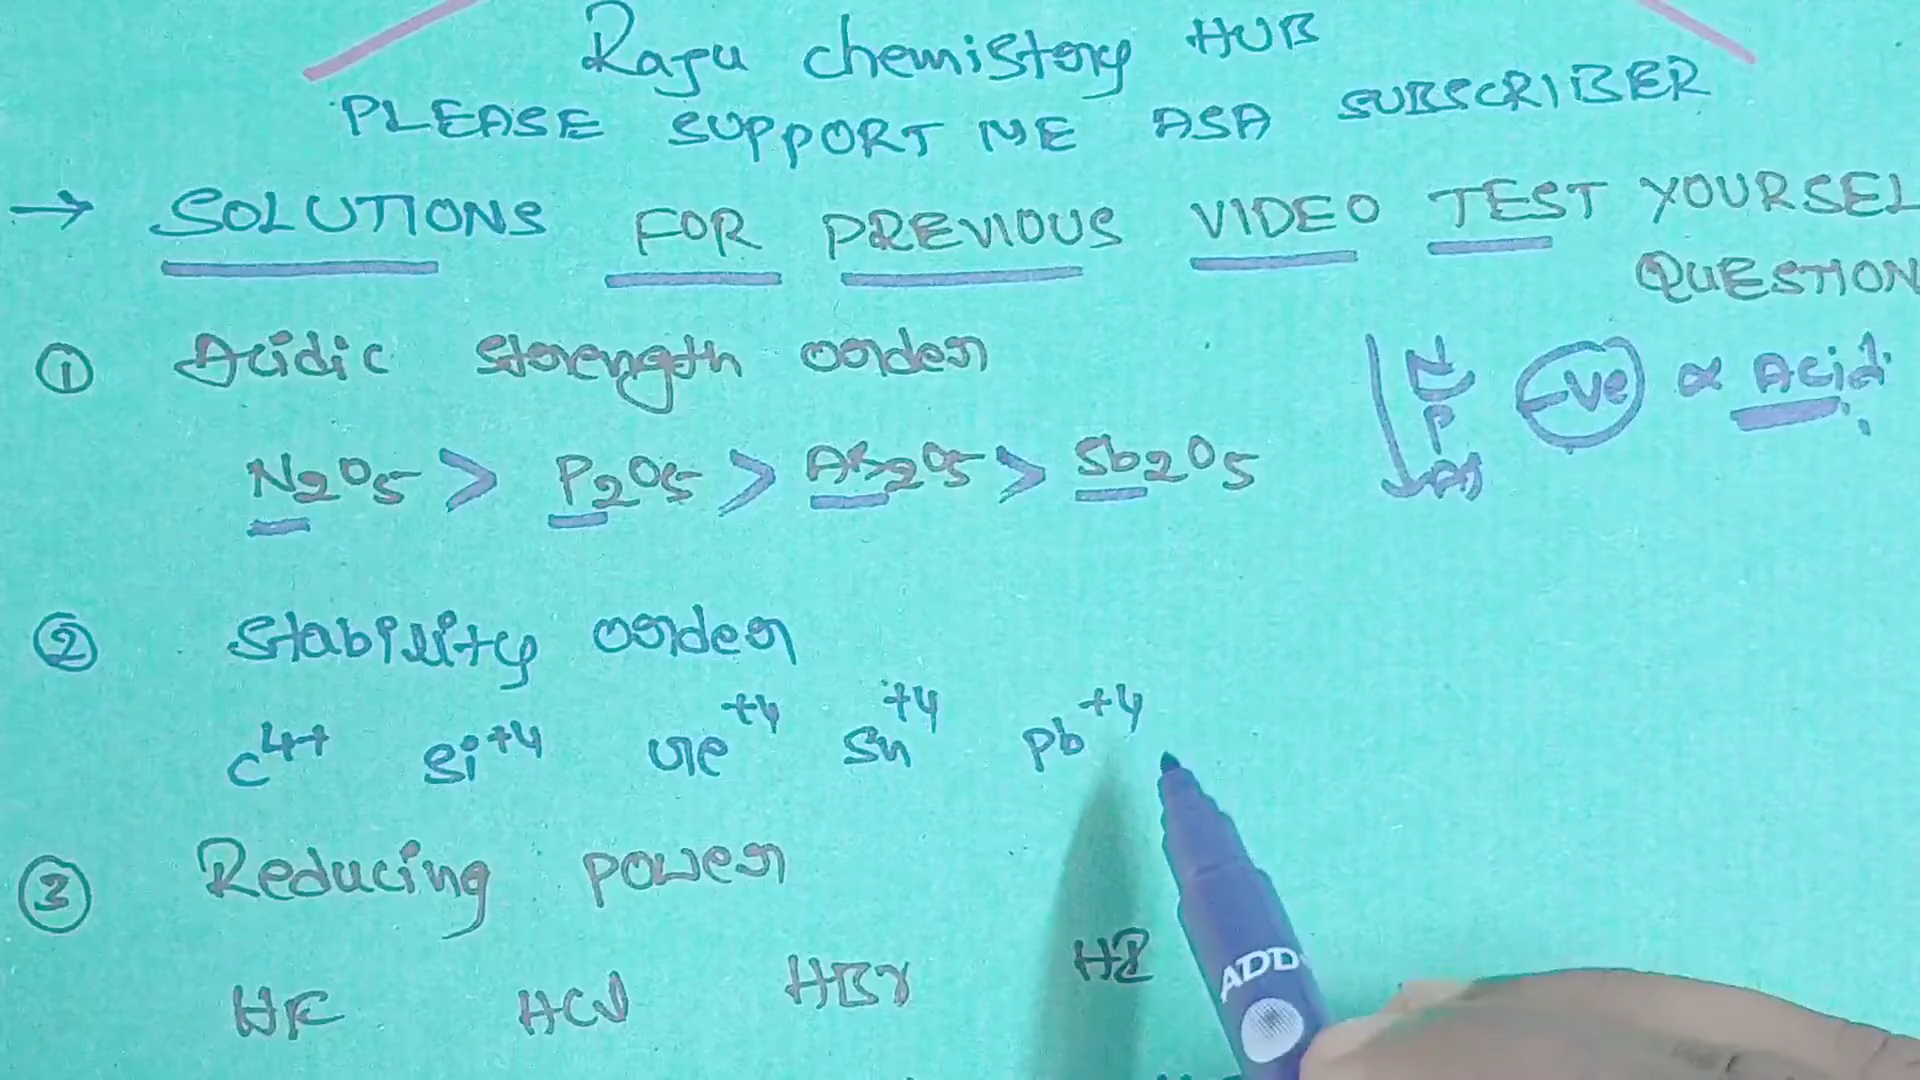 Raju chemistry HUB
PLEASE SUPPORT ME AS A SUBSCRIBER
→ SOLUTIONS FOR PREVIOUS VIDEO TEST YOURSEL
QUESTION
① Acidic strength order
N2O5 > P2O5 > As2O5 > Sb2O5
N
P
As
-ve ∝ Acid.
② Stability order
C4+ Si+4 Ge+4 Sn+4 Pb+4
③ Reducing power
HF HCl HBr HI
ADD